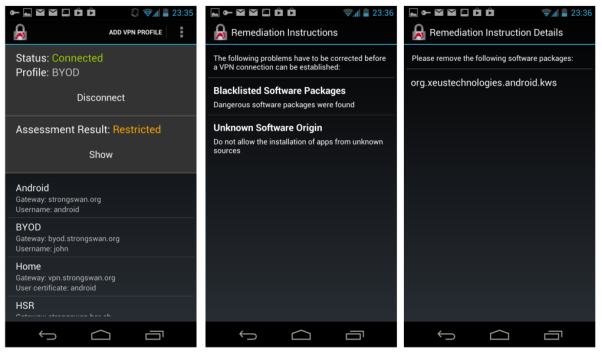 23:35
ADD VPN PROFILE
Status: Connected
Profile: BYOD
Disconnect
Assessment Result: Restricted
Show
Android
Gateway: strongswan.org
Username: android
BYOD
Gateway: byod.strongswan.org
Username: john
Home
Gateway: vpn.strongswan.org
User certificate: android
HSR
23:36
Remediation Instructions
The following problems have to be corrected before
a VPN connection can be established:
Blacklisted Software Packages
Dangerous software packages were found
Unknown Software Origin
Do not allow the installation of apps from unknown
sources
23:36
Remediation Instruction Details
Please remove the following software packages:
org.xeustechnologies.android.kws